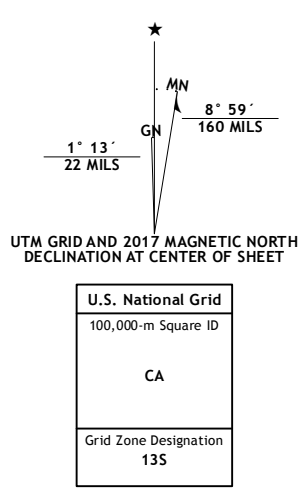 ★
MN
8° 59´
160 MILS
GN
1° 13´
22 MILS
UTM GRID AND 2017 MAGNETIC NORTH
DECLINATION AT CENTER OF SHEET
U.S. National Grid
100,000-m Square ID
CA
Grid Zone Designation
13S